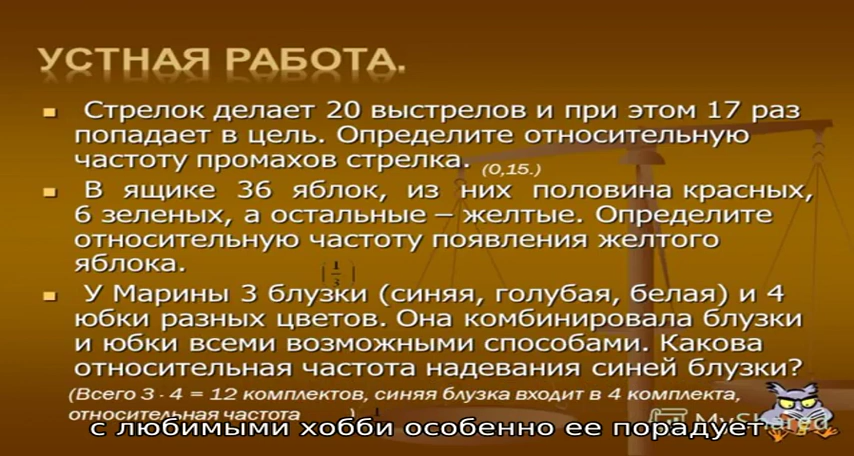 УСТНАЯ РАБОТА.
Стрелок делает 20 выстрелов и при этом 17 раз
попадает в цель. Определите относительную
частоту промахов стрелка. (0,15.)
В ящике 36 яблок, из них половина красных,
6 зеленых, а остальные – желтые. Определите
относительную частоту появления желтого
яблока.
(1/3)
У Марины 3 блузки (синяя, голубая, белая) и 4
юбки разных цветов. Она комбинировала блузки
и юбки всеми возможными способами. Какова
относительная частота надевания синей блузки?
(Всего 3 · 4 = 12 комплектов, синяя блузка входит в 4 комплекта,
относительная частота )
с любимыми хобби особенно ее порадует
MyShared